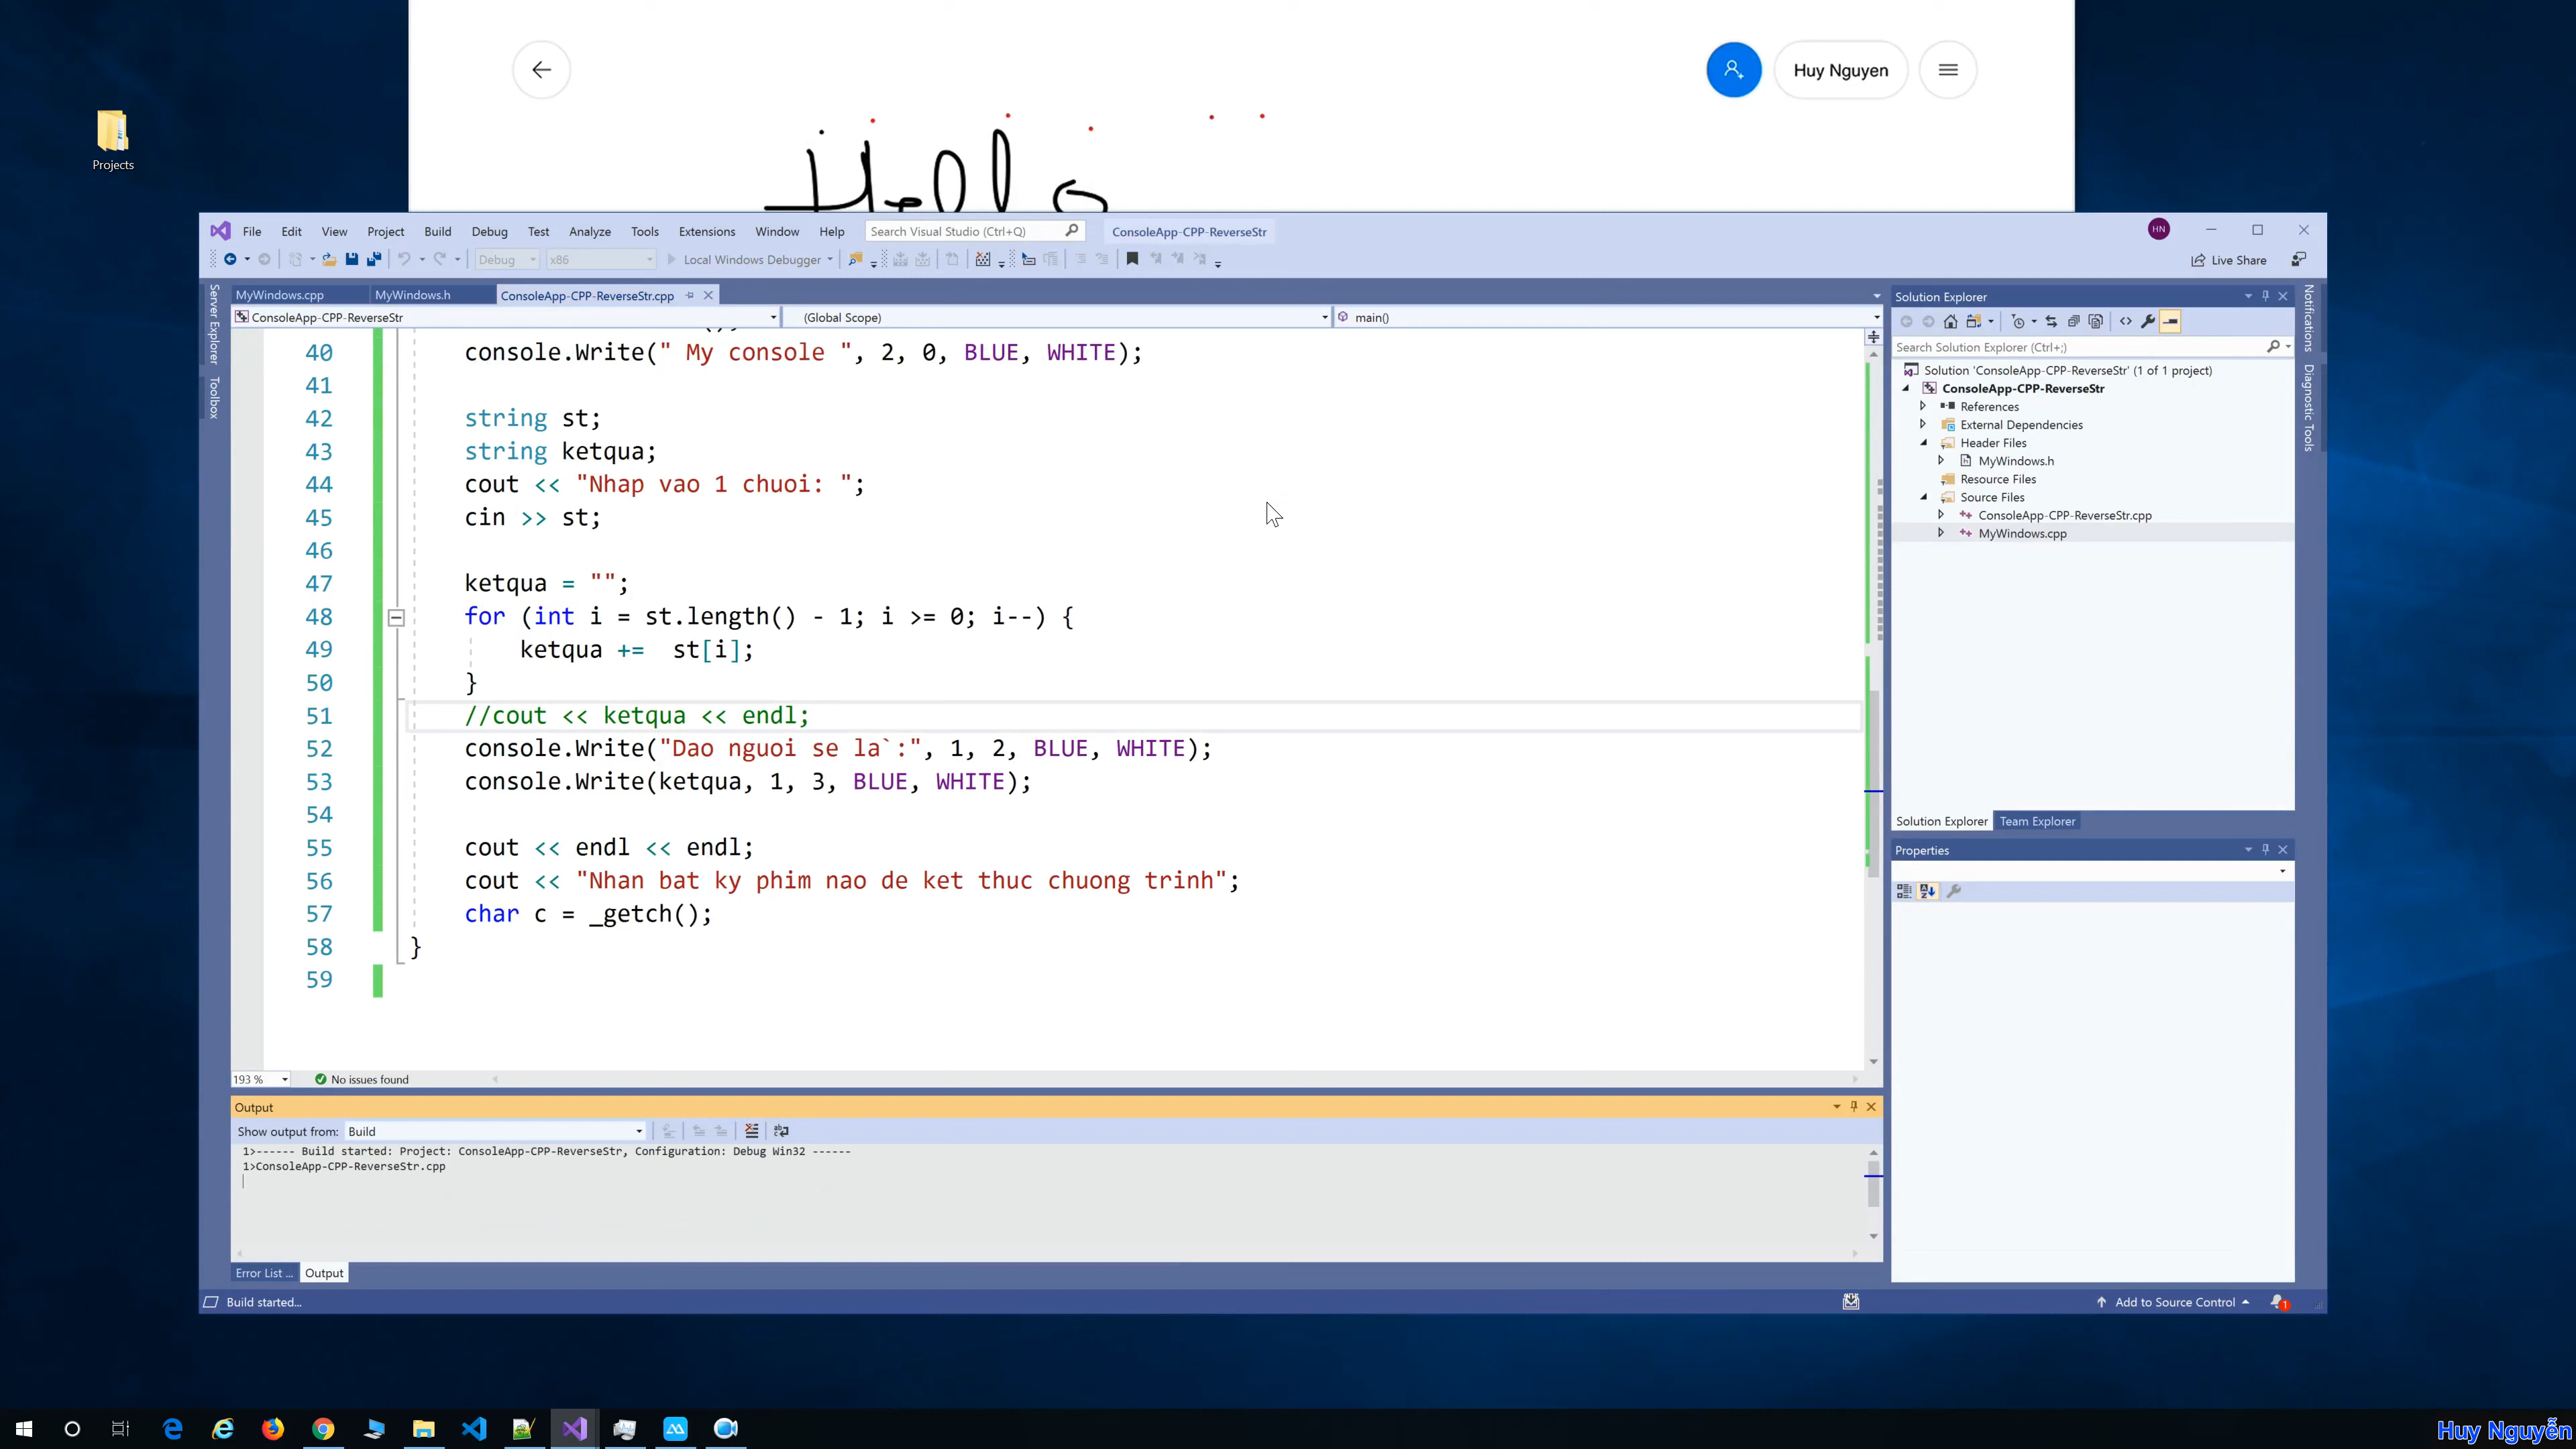 Huy Nguyen
Hello
Projects
File Edit View Project Build Debug Test Analyze Tools Extensions Window Help Search Visual Studio (Ctrl+Q) ConsoleApp-CPP-ReverseStr HN
Debug x86 Local Windows Debugger Live Share
Server Explorer
Toolbox
MyWindows.cpp MyWindows.h ConsoleApp-CPP-ReverseStr.cpp
ConsoleApp-CPP-ReverseStr (Global Scope) main()
40 console.Write(" My console ", 2, 0, BLUE, WHITE);
41
42 string st;
43 string ketqua;
44 cout << "Nhap vao 1 chuoi: ";
45 cin >> st;
46
47 ketqua = "";
48 for (int i = st.length() - 1; i >= 0; i--) {
49 ketqua += st[i];
50 }
51 //cout << ketqua << endl;
52 console.Write("Dao nguoi se la`:", 1, 2, BLUE, WHITE);
53 console.Write(ketqua, 1, 3, BLUE, WHITE);
54
55 cout << endl << endl;
56 cout << "Nhan bat ky phim nao de ket thuc chuong trinh";
57 char c = _getch();
58 }
59
193 % No issues found
Output
Show output from: Build
1>------ Build started: Project: ConsoleApp-CPP-ReverseStr, Configuration: Debug Win32 ------
1>ConsoleApp-CPP-ReverseStr.cpp
Error List ... Output
Build started...
Add to Source Control 1
Solution Explorer
Search Solution Explorer (Ctrl+;)
Solution 'ConsoleApp-CPP-ReverseStr' (1 of 1 project)
ConsoleApp-CPP-ReverseStr
References
External Dependencies
Header Files
MyWindows.h
Resource Files
Source Files
ConsoleApp-CPP-ReverseStr.cpp
MyWindows.cpp
Solution Explorer Team Explorer
Properties
Notifications
Diagnostic Tools
Huy Nguyễn